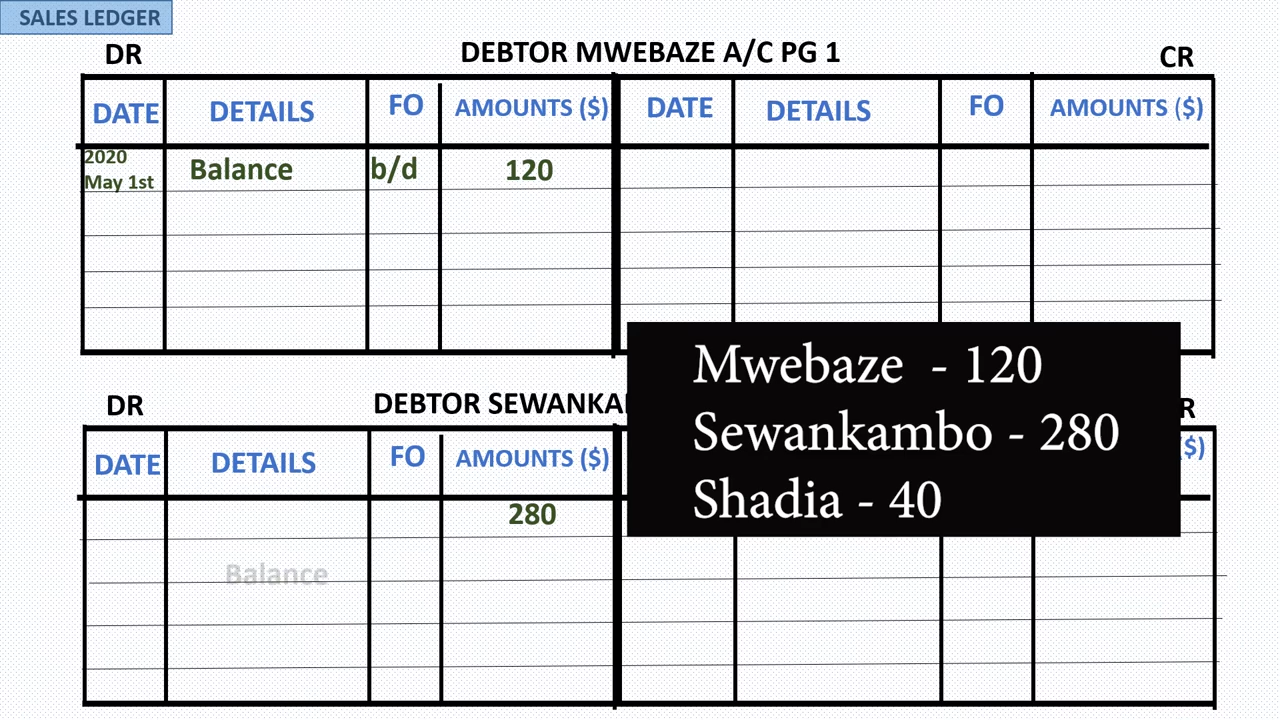 SALES LEDGER
DR DEBTOR MWEBAZE A/C PG 1 CR
DATE DETAILS FO AMOUNTS ($) DATE DETAILS FO AMOUNTS ($)
2020
May 1st Balance b/d 120
Mwebaze - 120
Sewankambo - 280
Shadia - 40
DR DEBTOR SEWANKA R
DATE DETAILS FO AMOUNTS ($) ($)
280
Balance